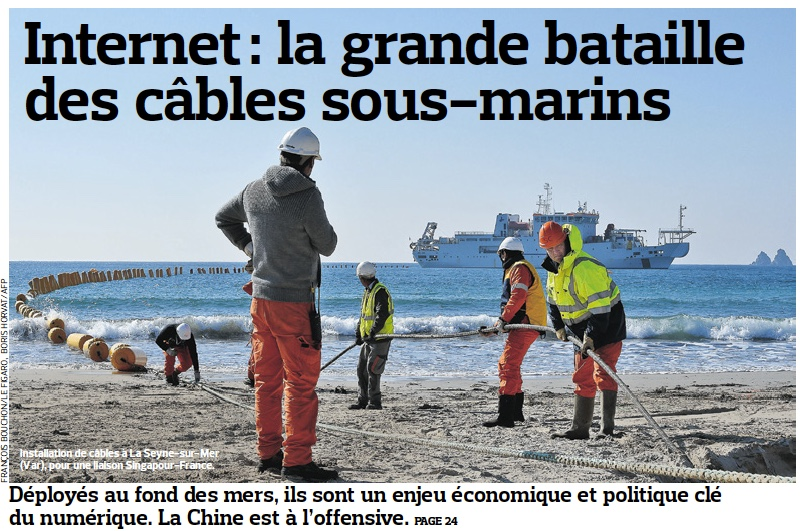 Internet : la grande bataille
des câbles sous-marins
FRANÇOIS BOUCHON/LE FIGARO, BORIS HORVAT/AFP
Installation de câbles à La Seyne-sur-Mer
(Var), pour une liaison Singapour-France.
Déployés au fond des mers, ils sont un enjeu économique et politique clé
du numérique. La Chine est à l'offensive. PAGE 24